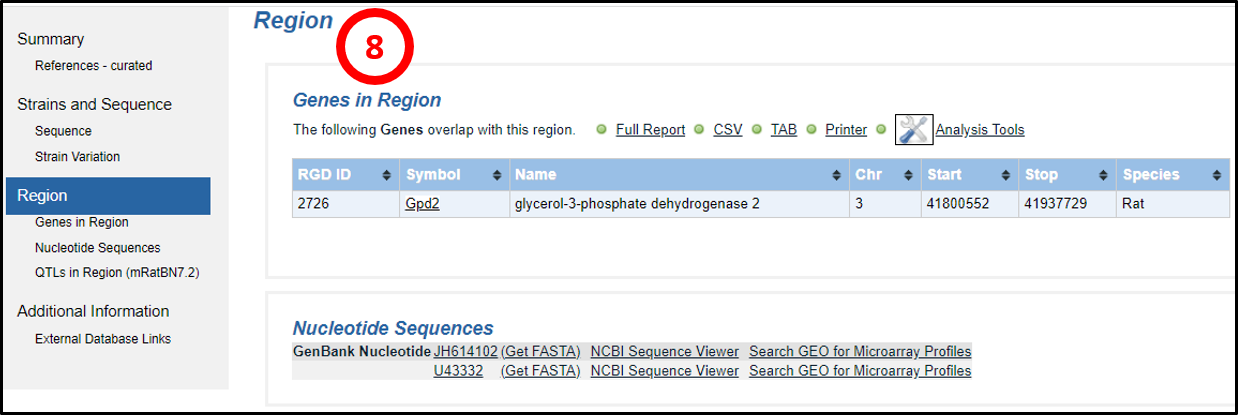 Summary
References - curated
Strains and Sequence
Sequence
Strain Variation
Region
Genes in Region
Nucleotide Sequences
QTLs in Region (mRatBN7.2)
Additional Information
External Database Links
Region
8
Genes in Region
The following Genes overlap with this region. Full Report CSV TAB Printer Analysis Tools
RGD ID Symbol Name Chr Start Stop Species
2726 Gpd2 glycerol-3-phosphate dehydrogenase 2 3 41800552 41937729 Rat
Nucleotide Sequences
GenBank Nucleotide JH614102 (Get FASTA) NCBI Sequence Viewer Search GEO for Microarray Profiles
U43332 (Get FASTA) NCBI Sequence Viewer Search GEO for Microarray Profiles